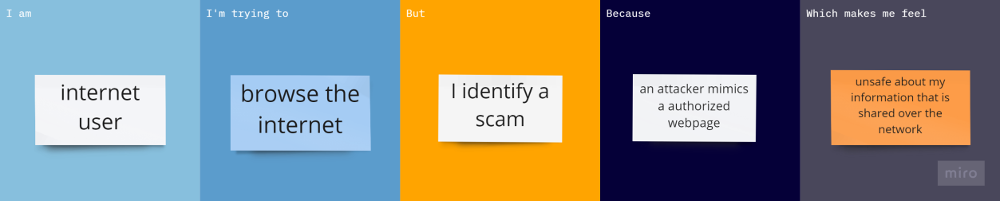 I am
internet
user
I'm trying to
browse the
internet
But
I identify a
scam
Because
an attacker mimics
a authorized
webpage
Which makes me feel
unsafe about my
information that is
shared over the
network
miro